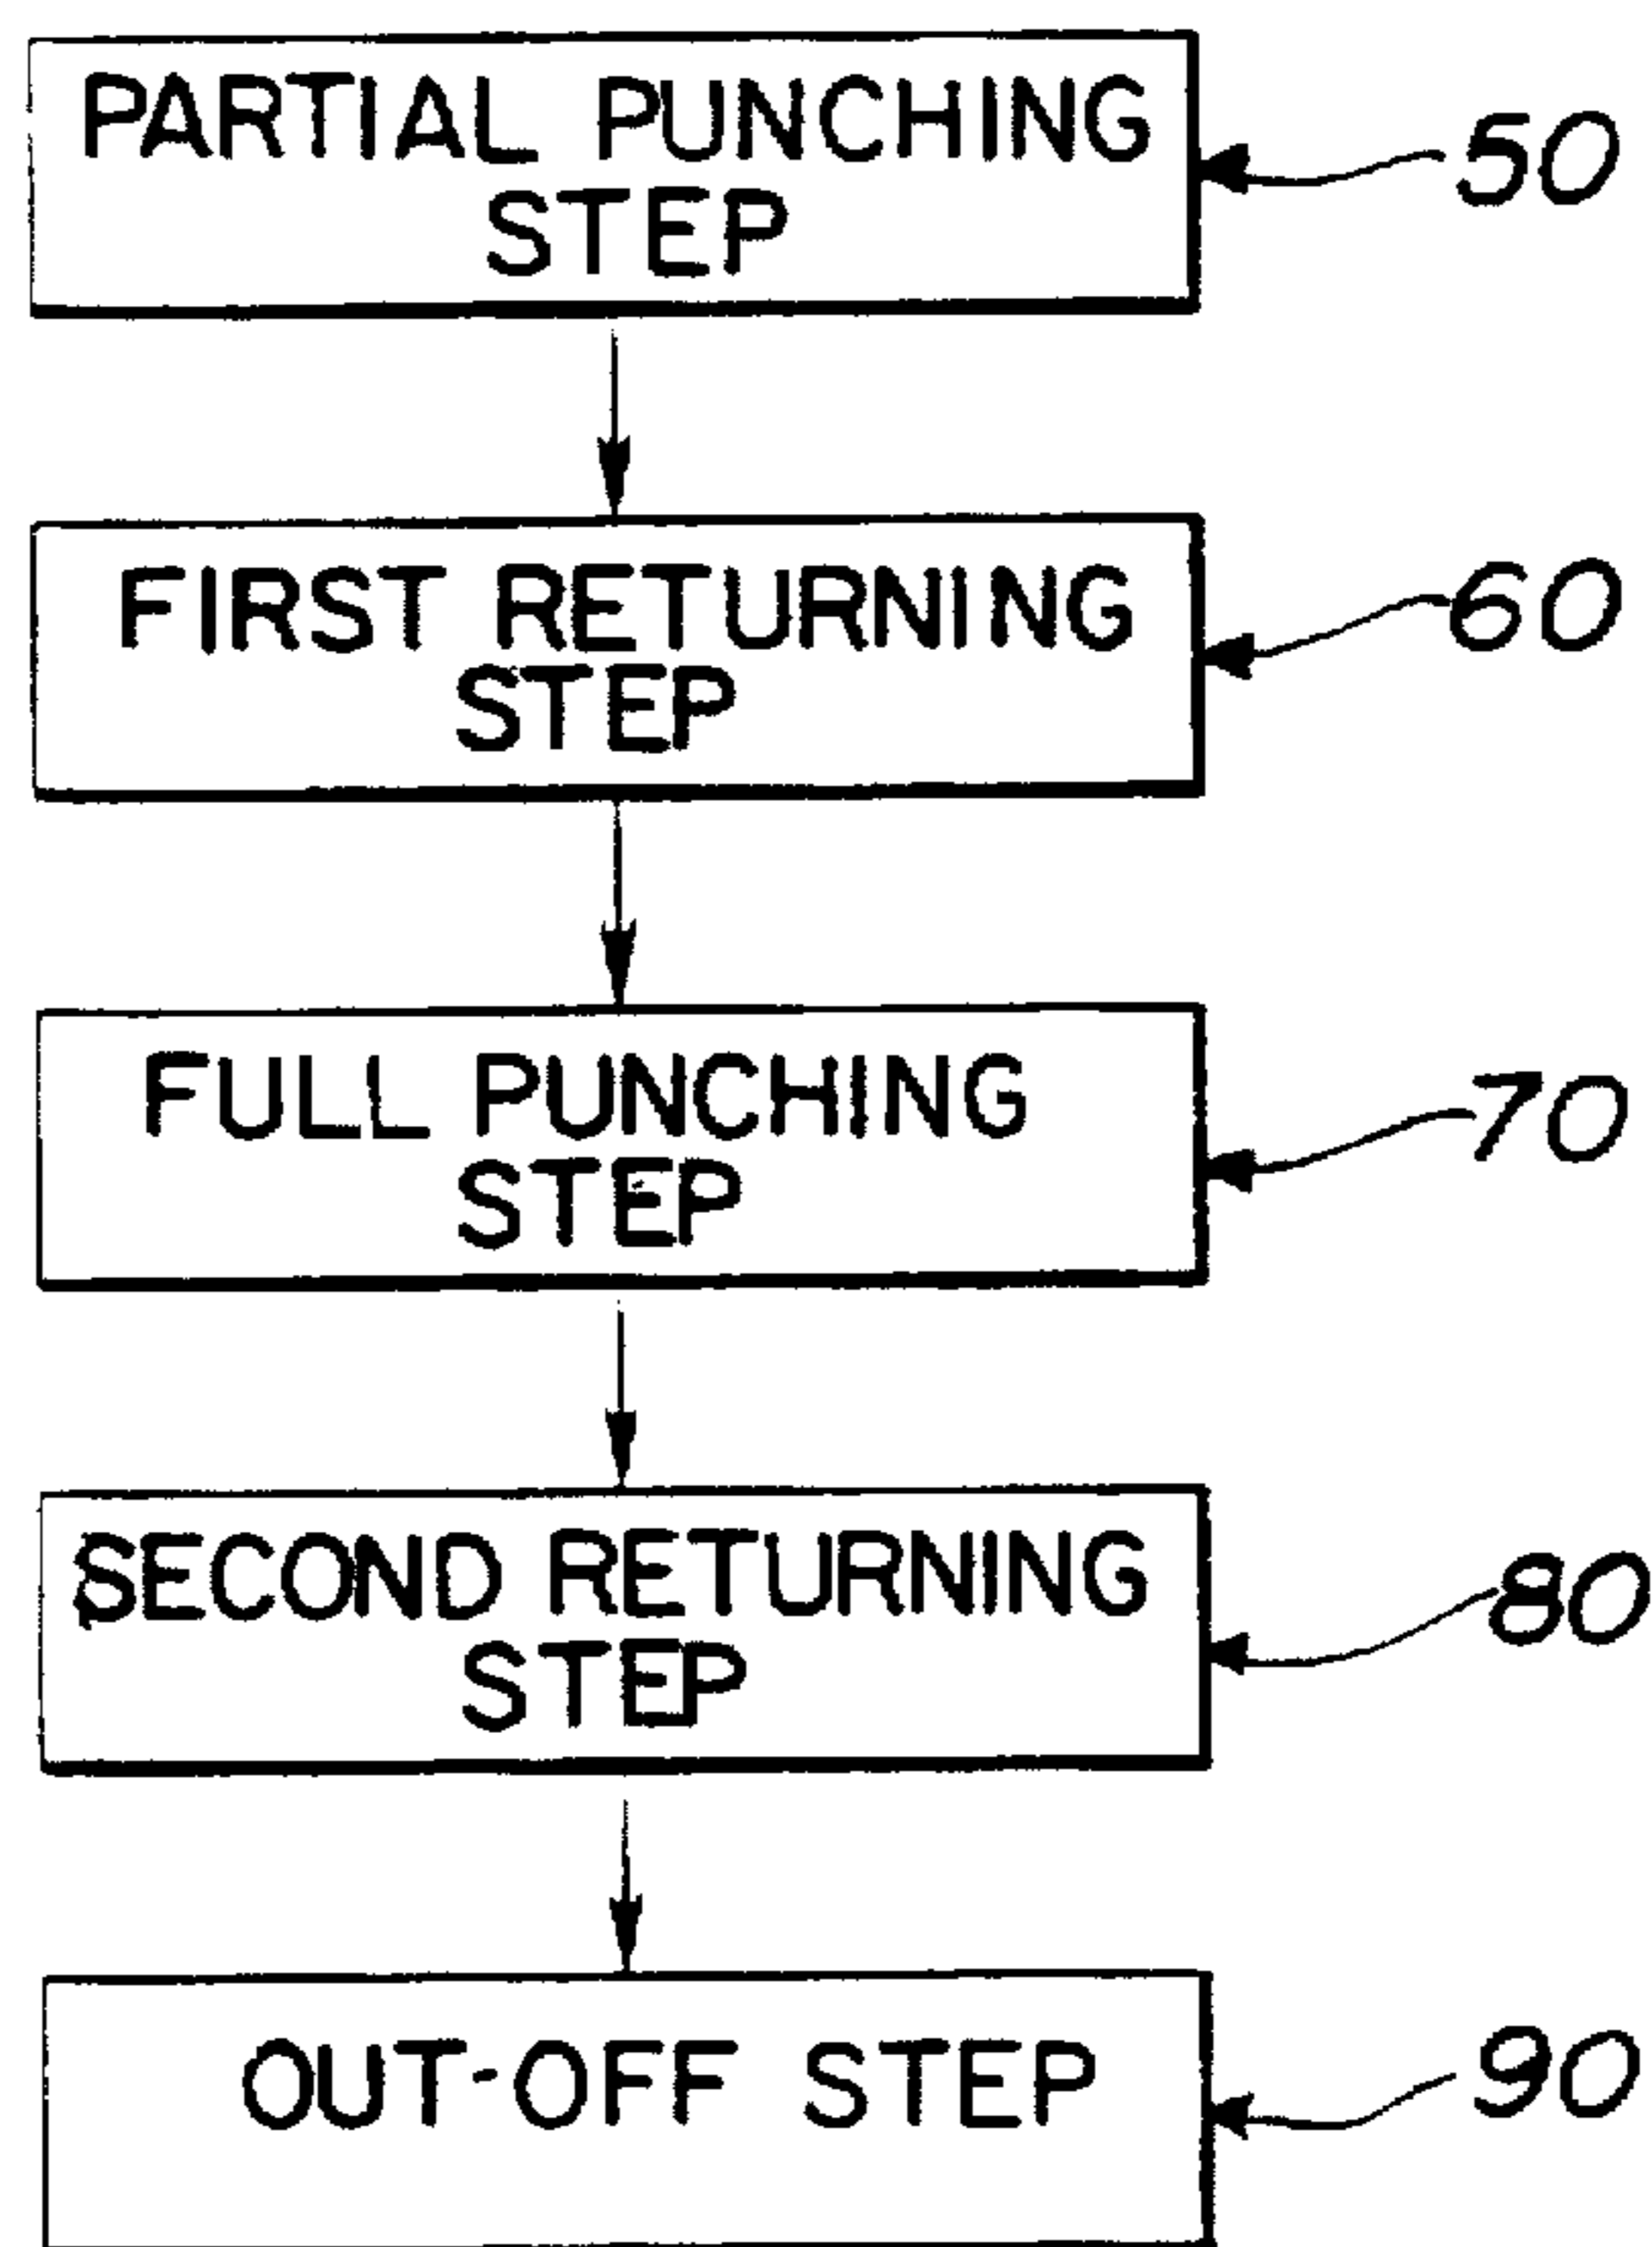 PARTIAL PUNCHING
STEP
50
FIRST RETURNING
STEP
60
FULL PUNCHING
STEP
70
SECOND RETURNING
STEP
80
OUT-OFF STEP
90